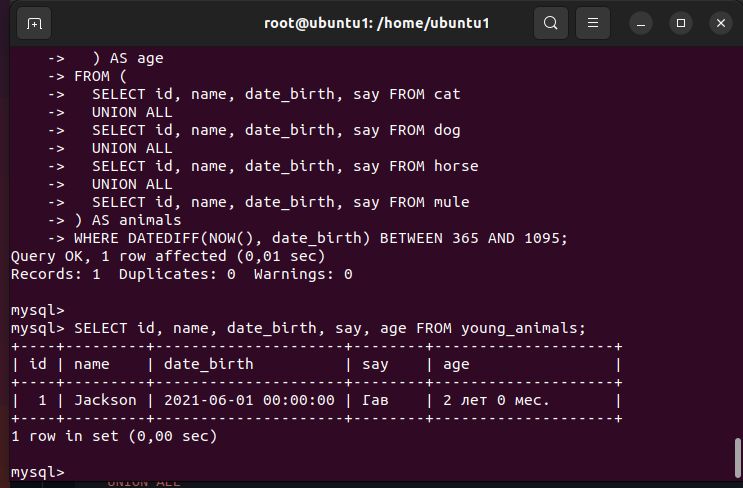 root@ubuntu1: /home/ubuntu1
    ->   ) AS age
    -> FROM (
    ->   SELECT id, name, date_birth, say FROM cat
    ->   UNION ALL
    ->   SELECT id, name, date_birth, say FROM dog
    ->   UNION ALL
    ->   SELECT id, name, date_birth, say FROM horse
    ->   UNION ALL
    ->   SELECT id, name, date_birth, say FROM mule
    -> ) AS animals
    -> WHERE DATEDIFF(NOW(), date_birth) BETWEEN 365 AND 1095;
Query OK, 1 row affected (0,01 sec)
Records: 1  Duplicates: 0  Warnings: 0
mysql>
mysql> SELECT id, name, date_birth, say, age FROM young_animals;
+----+---------+---------------------+--------+--------------------+
| id | name    | date_birth          | say    | age                |
+----+---------+---------------------+--------+--------------------+
|  1 | Jackson | 2021-06-01 00:00:00 | Гав    | 2 лет 0 мес.       |
+----+---------+---------------------+--------+--------------------+
1 row in set (0,00 sec)
mysql>
UNION ALL